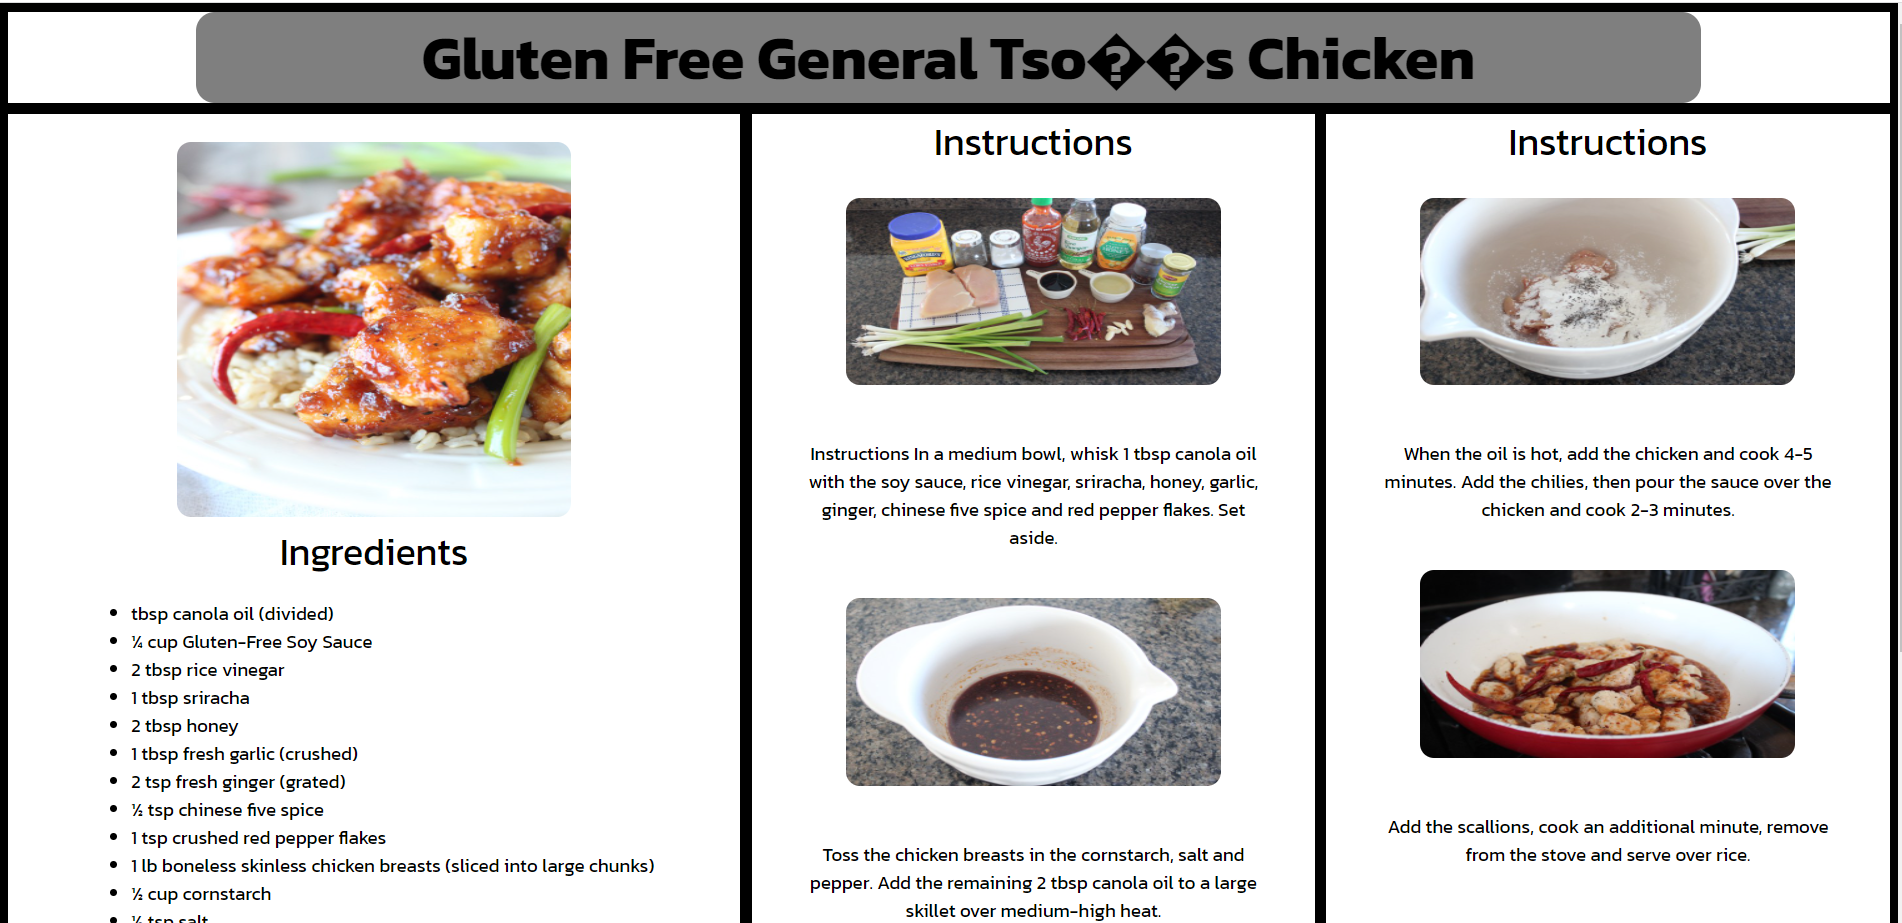 Gluten Free General Tso��s Chicken
Ingredients
tbsp canola oil (divided)
¼ cup Gluten-Free Soy Sauce
2 tbsp rice vinegar
1 tbsp sriracha
2 tbsp honey
1 tbsp fresh garlic (crushed)
2 tsp fresh ginger (grated)
½ tsp chinese five spice
1 tsp crushed red pepper flakes
1 lb boneless skinless chicken breasts (sliced into large chunks)
½ cup cornstarch
Instructions
Instructions In a medium bowl, whisk 1 tbsp canola oil
with the soy sauce, rice vinegar, sriracha, honey, garlic,
ginger, chinese five spice and red pepper flakes. Set
aside.
Toss the chicken breasts in the cornstarch, salt and
pepper. Add the remaining 2 tbsp canola oil to a large
skillet over medium-high heat.
Instructions
When the oil is hot, add the chicken and cook 4-5
minutes. Add the chilies, then pour the sauce over the
chicken and cook 2-3 minutes.
Add the scallions, cook an additional minute, remove
from the stove and serve over rice.